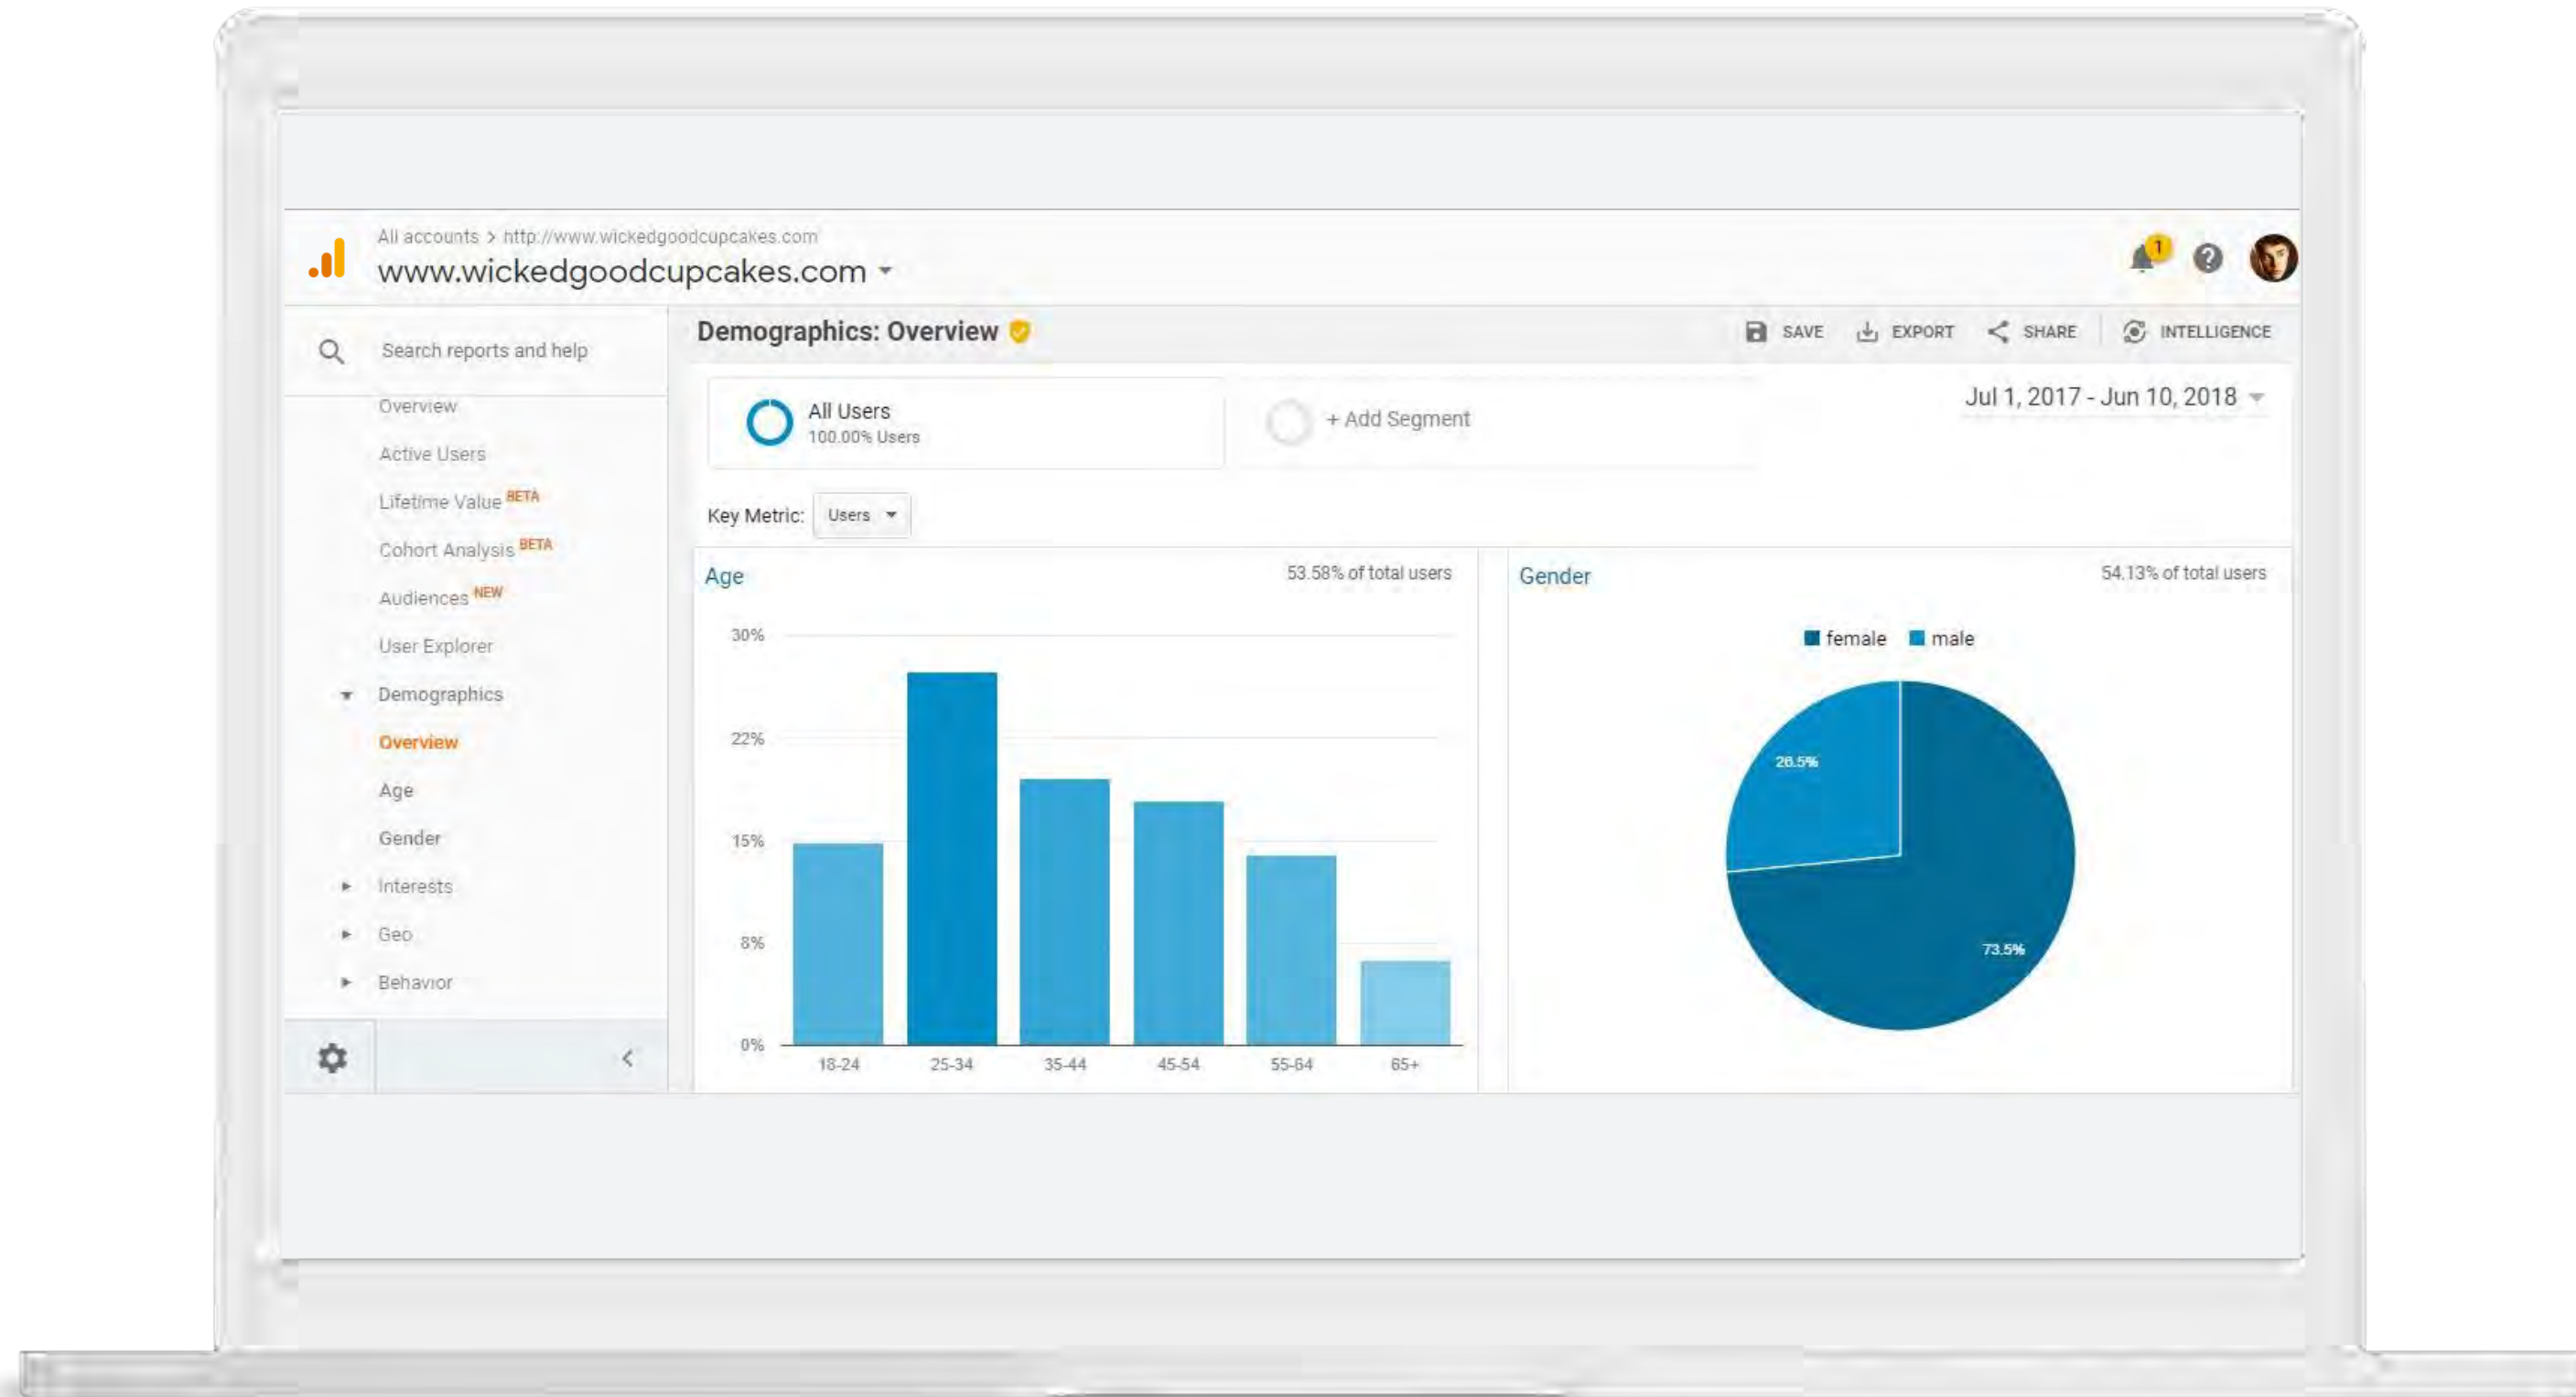 All accounts > http://www.wickedgoodcupcakes.com
www.wickedgoodcupcakes.com
1
Search reports and help
Overview
Active Users
Lifetime Value BETA
Cohort Analysis BETA
Audiences NEW
User Explorer
Demographics
Overview
Age
Gender
Interests
Geo
Behavior
Demographics: Overview
SAVE EXPORT SHARE INTELLIGENCE
All Users
100.00% Users
+ Add Segment
Jul 1, 2017 - Jun 10, 2018
Key Metric: Users
Age 53.58% of total users
30%
22%
15%
8%
0%
18-24 25-34 35-44 45-54 55-64 65+
Gender 54.13% of total users
female male
26.5%
73.5%